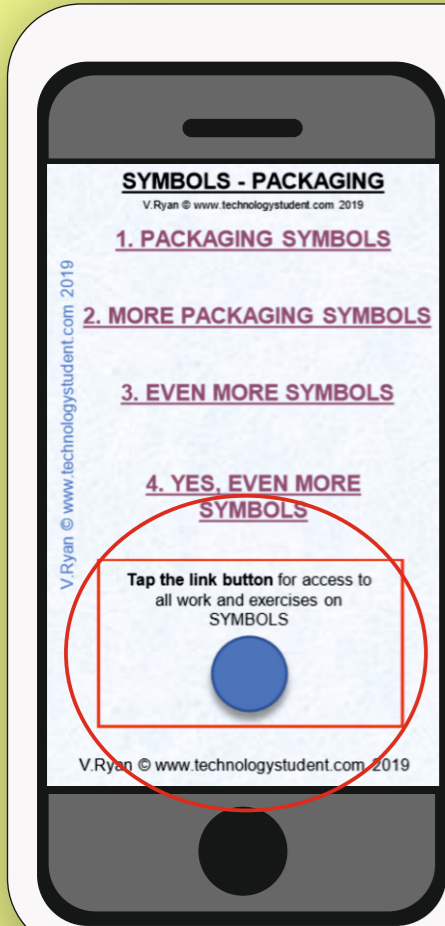 SYMBOLS - PACKAGING
V.Ryan © www.technologystudent.com 2019
1. PACKAGING SYMBOLS
2. MORE PACKAGING SYMBOLS
3. EVEN MORE SYMBOLS
4. YES, EVEN MORE
SYMBOLS
V.Ryan © www.technologystudent.com 2019
Tap the link button for access to
all work and exercises on
SYMBOLS
V.Ryan © www.technologystudent.com 2019